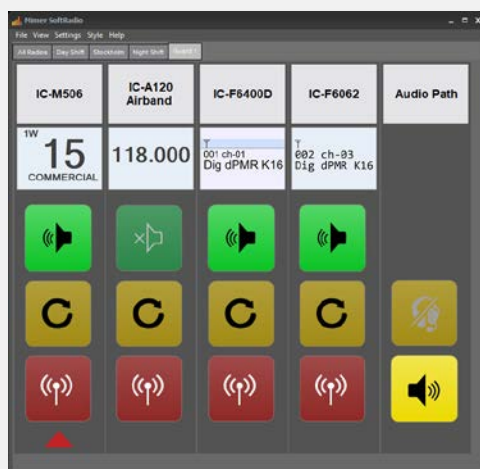 Mimer SoftRadio
File View Settings Style Help
All Radios Day Shift Stockholm Night Shift
IC-M506
IC-A120
Airband
IC-F6400D
IC-F6062
Audio Path
1W
15
COMMERCIAL
118.000
001 ch-01
Dig dPMR K16
002 ch-03
Dig dPMR K16